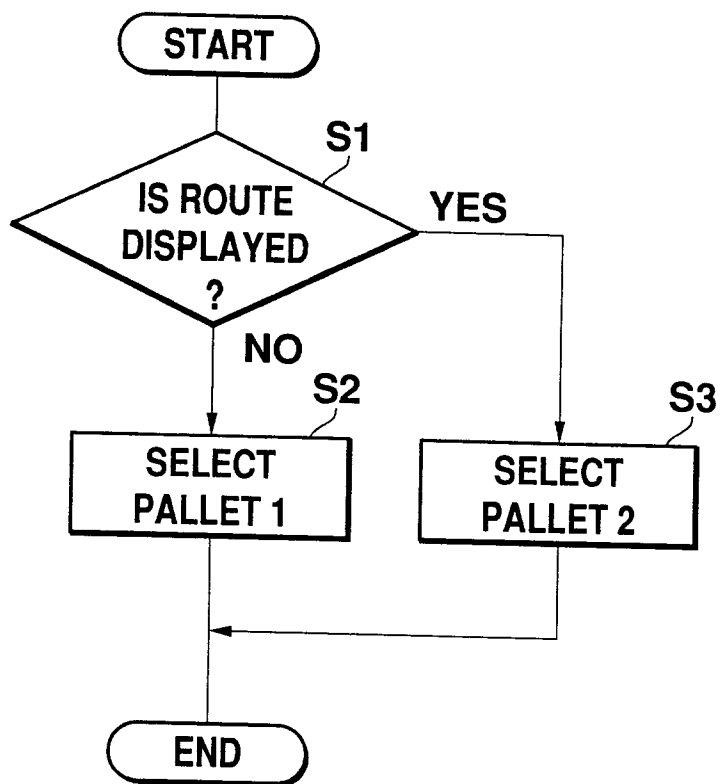 START
S1
IS ROUTE
DISPLAYED
?
YES
NO
S2
SELECT
PALLET 1
S3
SELECT
PALLET 2
END